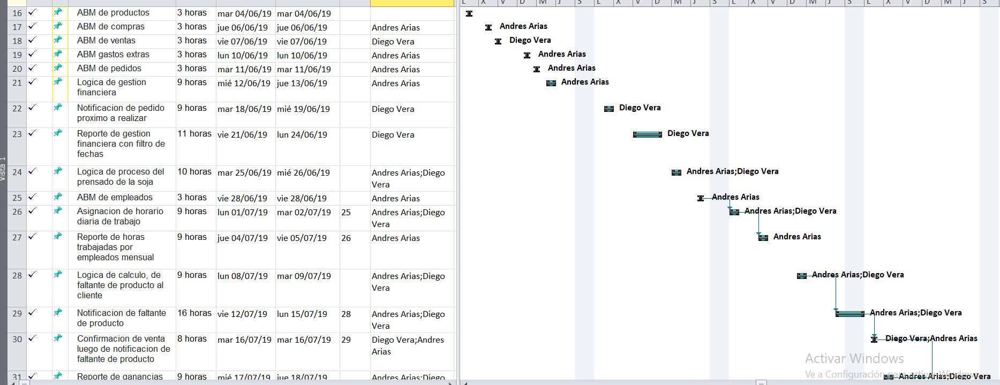 L X V D M J S L X V D M J S L X V D M J S L X V D M J S
16 ABM de productos 3 horas mar 04/06/19 mar 04/06/19
17 ABM de compras 3 horas jue 06/06/19 jue 06/06/19 Andres Arias Andres Arias
18 ABM de ventas 3 horas vie 07/06/19 vie 07/06/19 Diego Vera Diego Vera
19 ABM gastos extras 3 horas lun 10/06/19 lun 10/06/19 Andres Arias Andres Arias
20 ABM de pedidos 3 horas mar 11/06/19 mar 11/06/19 Andres Arias Andres Arias
21 Logica de gestion 9 horas mié 12/06/19 jue 13/06/19 Andres Arias Andres Arias
financiera
22 Notificacion de pedido 9 horas mar 18/06/19 mié 19/06/19 Diego Vera Diego Vera
proximo a realizar
23 Reporte de gestion 11 horas vie 21/06/19 lun 24/06/19 Diego Vera Diego Vera
financiera con filtro de
fechas
Vista 1
24 Logica de proceso del 10 horas mar 25/06/19 mié 26/06/19 Andres Arias;Diego Andres Arias;Diego Vera
prensado de la soja Vera
25 ABM de empleados 3 horas vie 28/06/19 vie 28/06/19 Andres Arias Andres Arias
26 Asignacion de horario 9 horas lun 01/07/19 mar 02/07/19 25 Andres Arias;Diego Andres Arias;Diego Vera
diaria de trabajo Vera
27 Reporte de horas 9 horas jue 04/07/19 vie 05/07/19 26 Andres Arias Andres Arias
trabajadas por
empleados mensual
28 Logica de calculo, de 9 horas lun 08/07/19 mar 09/07/19 Andres Arias;Diego Andres Arias;Diego Vera
faltante de producto al Vera
cliente
29 Notificacion de faltante 16 horas vie 12/07/19 lun 15/07/19 28 Andres Arias;Diego Andres Arias;Diego Vera
de producto Vera
30 Confirmacion de venta 8 horas mar 16/07/19 mar 16/07/19 29 Diego Vera;Andres Diego Vera;Andres Arias
luego de notificacion de Arias
faltante de producto
Activar Windows
Ve a Configuración para activar Windows.
31 Reporte de ganancias 9 horas mié 17/07/19 jue 18/07/19 Andres Arias;Diego Andres Arias;Diego Vera